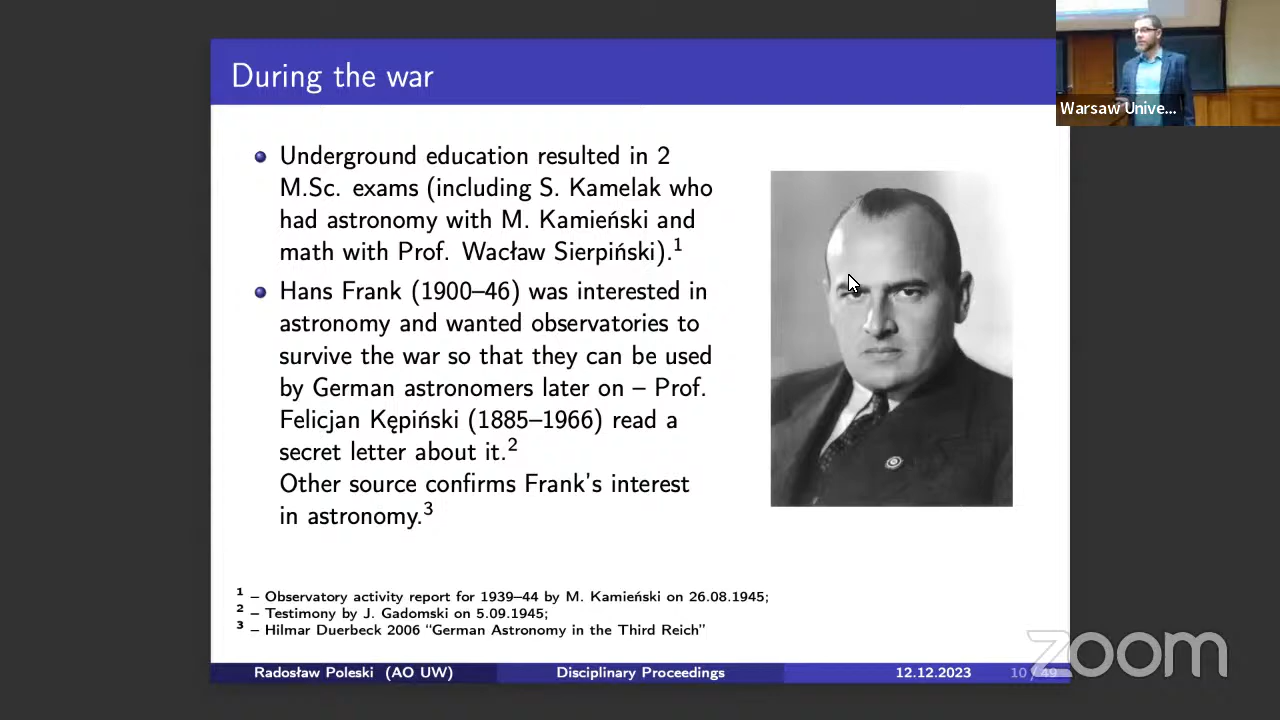 During the war
Warsaw Unive...
Underground education resulted in 2
M.Sc. exams (including S. Kamelak who
had astronomy with M. Kamieński and
math with Prof. Wacław Sierpiński).1
Hans Frank (1900–46) was interested in
astronomy and wanted observatories to
survive the war so that they can be used
by German astronomers later on – Prof.
Felicjan Kępiński (1885–1966) read a
secret letter about it.2
Other source confirms Frank's interest
in astronomy.3
1 – Observatory activity report for 1939–44 by M. Kamieński on 26.08.1945;
2 – Testimony by J. Gadomski on 5.09.1945;
3 – Hilmar Duerbeck 2006 “German Astronomy in the Third Reich”
Radosław Poleski (AO UW) Disciplinary Proceedings 12.12.2023 10 / 49
zoom